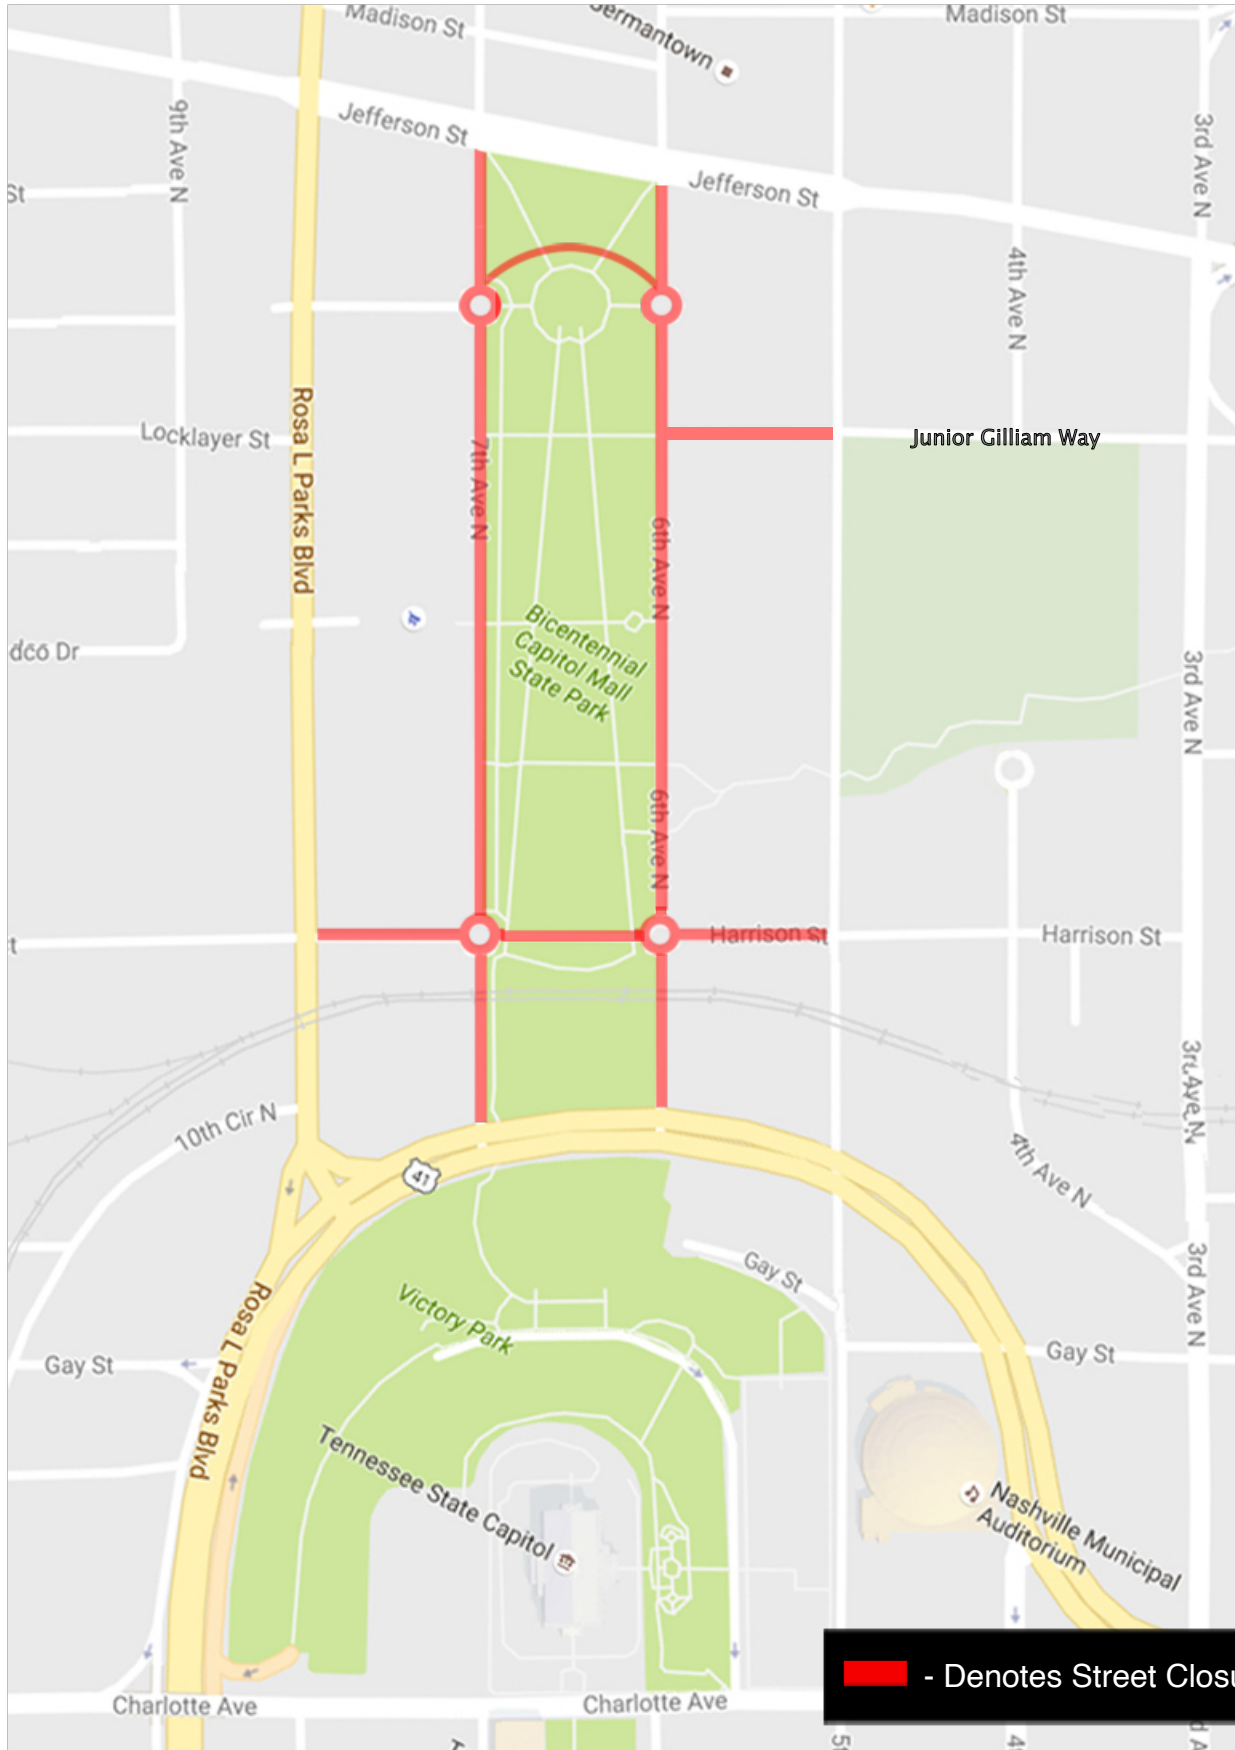 Madison St
ermantown
Madison St
Jefferson St
9th Ave N
3rd Ave N
St
Jefferson St
4th Ave N
Rosa L Parks Blvd
Locklayer St
7th Ave N
Junior Gilliam Way
6th Ave N
Bicentennial
Capitol Mall
State Park
dco Dr
3rd Ave N
6th Ave N
Harrison St
Harrison St
t
3rd Ave N
10th Cir N
41
4th Ave N
Gay St
3rd Ave N
Rosa L Parks Blvd
Victory Park
Gay St
Gay St
Tennessee State Capitol
Nashville Municipal
Auditorium
- Denotes Street Closu
Charlotte Ave
Charlotte Ave